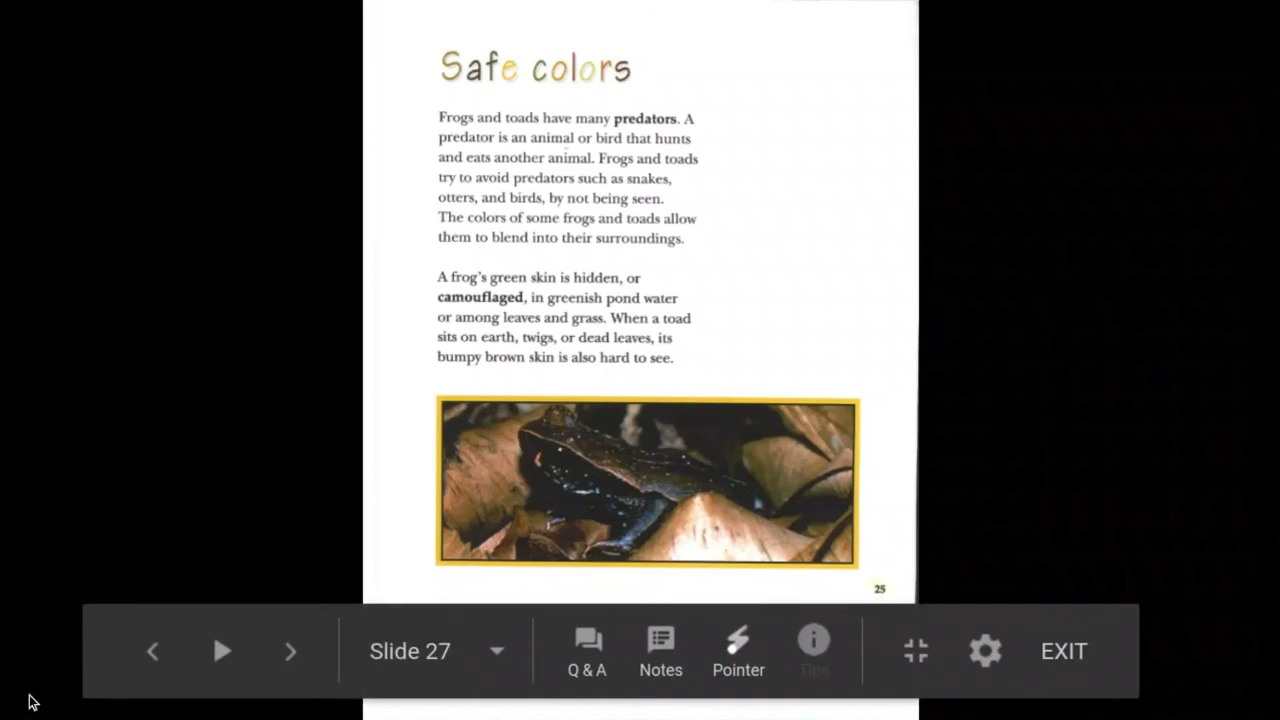 Safe colors
Frogs and toads have many predators. A
predator is an animal or bird that hunts
and eats another animal. Frogs and toads
try to avoid predators such as snakes,
otters, and birds, by not being seen.
The colors of some frogs and toads allow
them to blend into their surroundings.
A frog's green skin is hidden, or
camouflaged, in greenish pond water
or among leaves and grass. When a toad
sits on earth, twigs, or dead leaves, its
bumpy brown skin is also hard to see.
25
Slide 27
Q & A
Notes
Pointer
Tips
EXIT